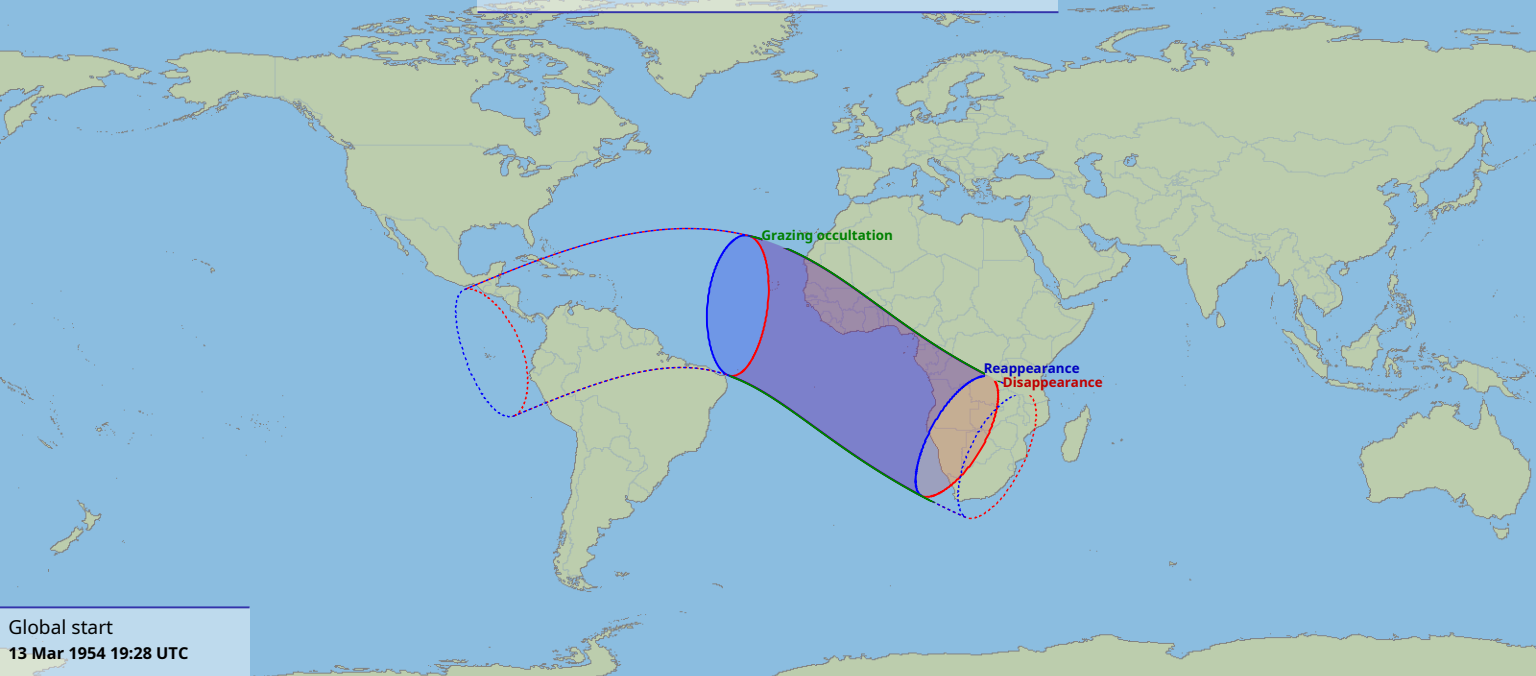 Grazing occultation
Reappearance
Disappearance
Global start
13 Mar 1954 19:28 UTC